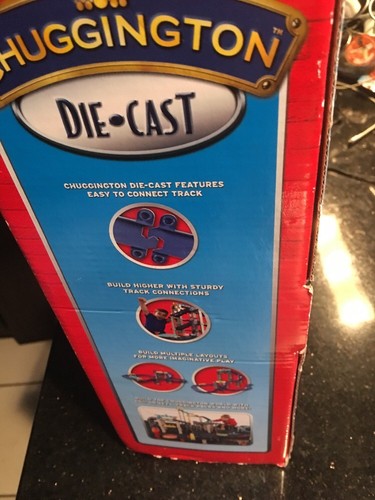 CHUGGINGTON™
DIE•CAST
CHUGGINGTON DIE-CAST FEATURES
EASY TO CONNECT TRACK
BUILD HIGHER WITH STURDY
TRACK CONNECTIONS
BUILD MULTIPLE LAYOUTS
FOR MORE IMAGINATIVE PLAY